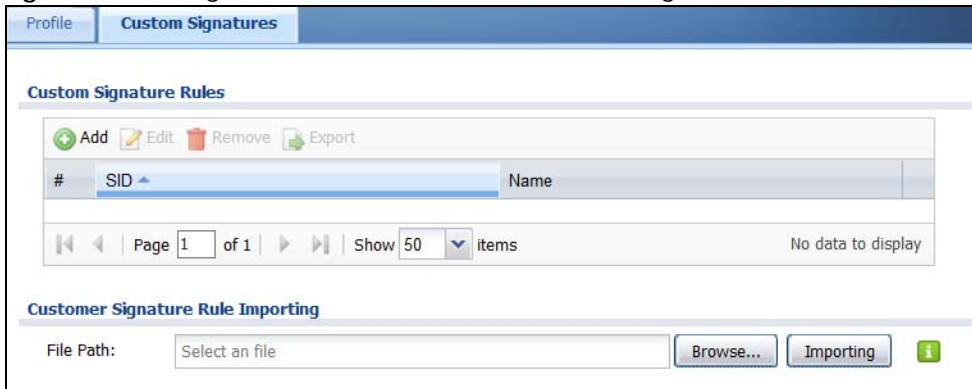 Profile Custom Signatures
Custom Signature Rules
Add Edit Remove Export
# SID Name
Page 1 of 1 Show 50 items No data to display
Customer Signature Rule Importing
File Path: Select an file Browse... Importing i